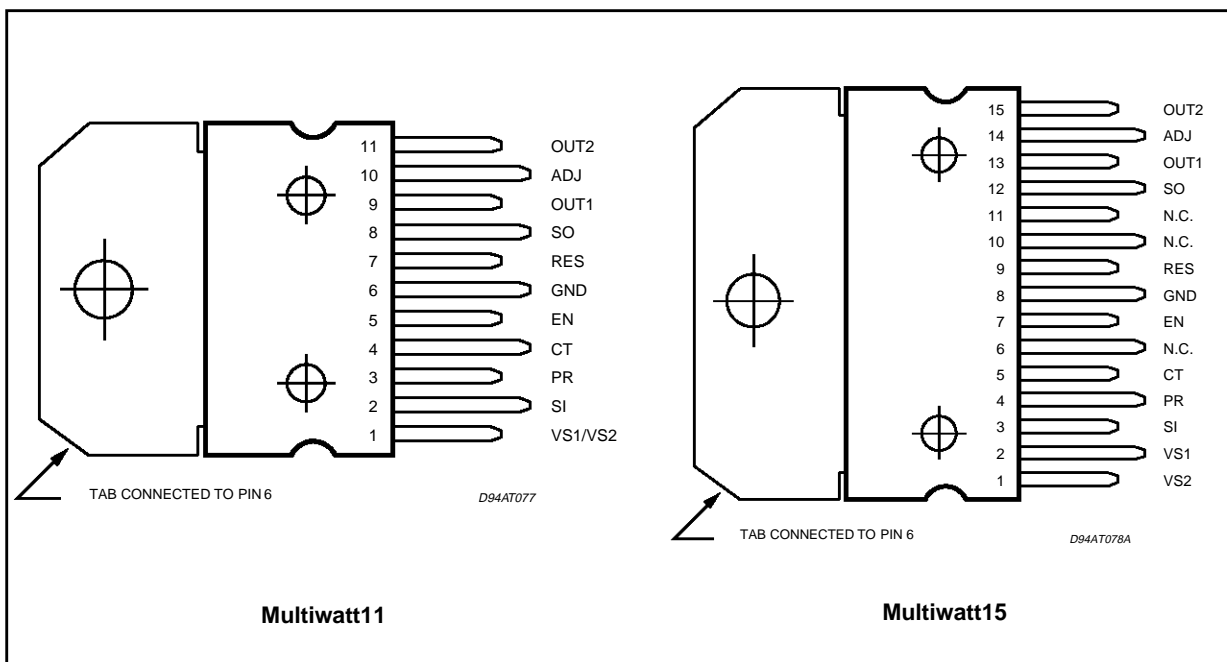 11 OUT2
10 ADJ
9 OUT1
8 SO
7 RES
6 GND
5 EN
4 CT
3 PR
2 SI
1 VS1/VS2
TAB CONNECTED TO PIN 6
D94AT077
Multiwatt11
15 OUT2
14 ADJ
13 OUT1
12 SO
11 N.C.
10 N.C.
9 RES
8 GND
7 EN
6 N.C.
5 CT
4 PR
3 SI
2 VS1
1 VS2
TAB CONNECTED TO PIN 6
D94AT078A
Multiwatt15